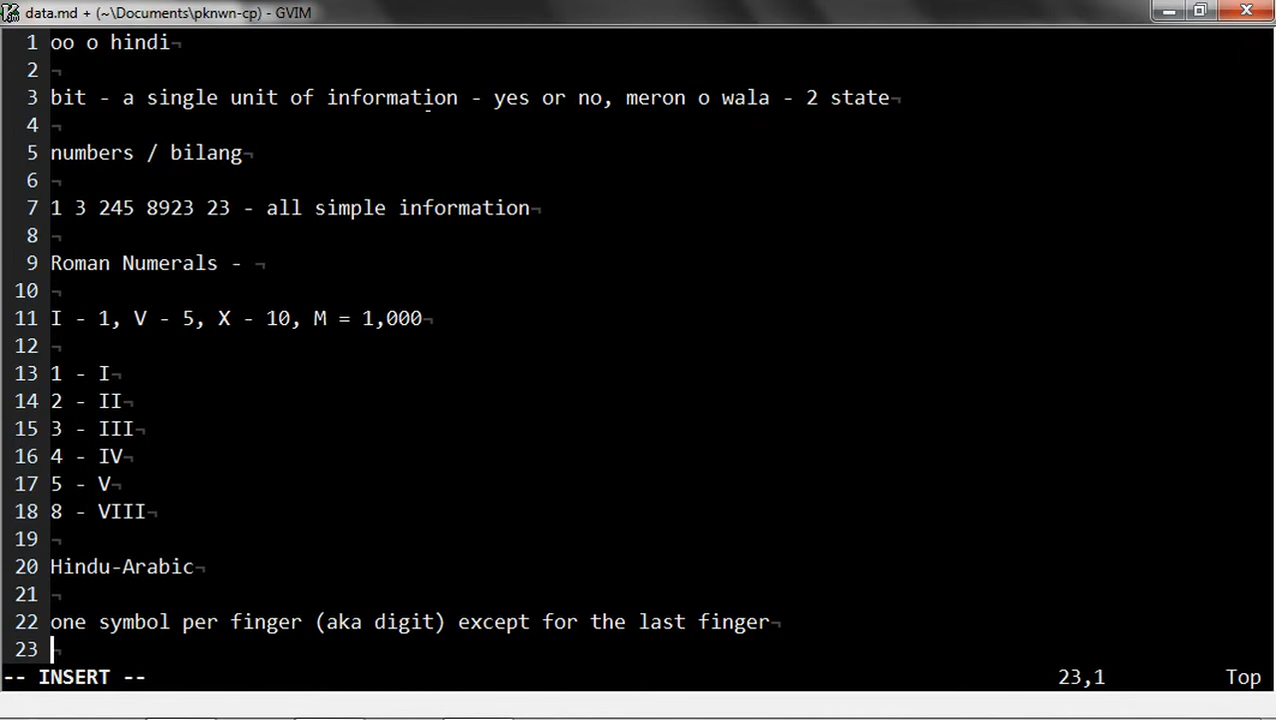 data.md + (~\Documents\pknwn-cp) - GVIM
1 oo o hindi¬
2 ¬
3 bit - a single unit of information - yes or no, meron o wala - 2 state¬
4 ¬
5 numbers / bilang¬
6 ¬
7 1 3 245 8923 23 - all simple information¬
8 ¬
9 Roman Numerals - ¬
10 ¬
11 I - 1, V - 5, X - 10, M = 1,000¬
12 ¬
13 1 - I¬
14 2 - II¬
15 3 - III¬
16 4 - IV¬
17 5 - V¬
18 8 - VIII¬
19 ¬
20 Hindu-Arabic¬
21 ¬
22 one symbol per finger (aka digit) except for the last finger¬
23 ¬
-- INSERT -- 23,1 Top